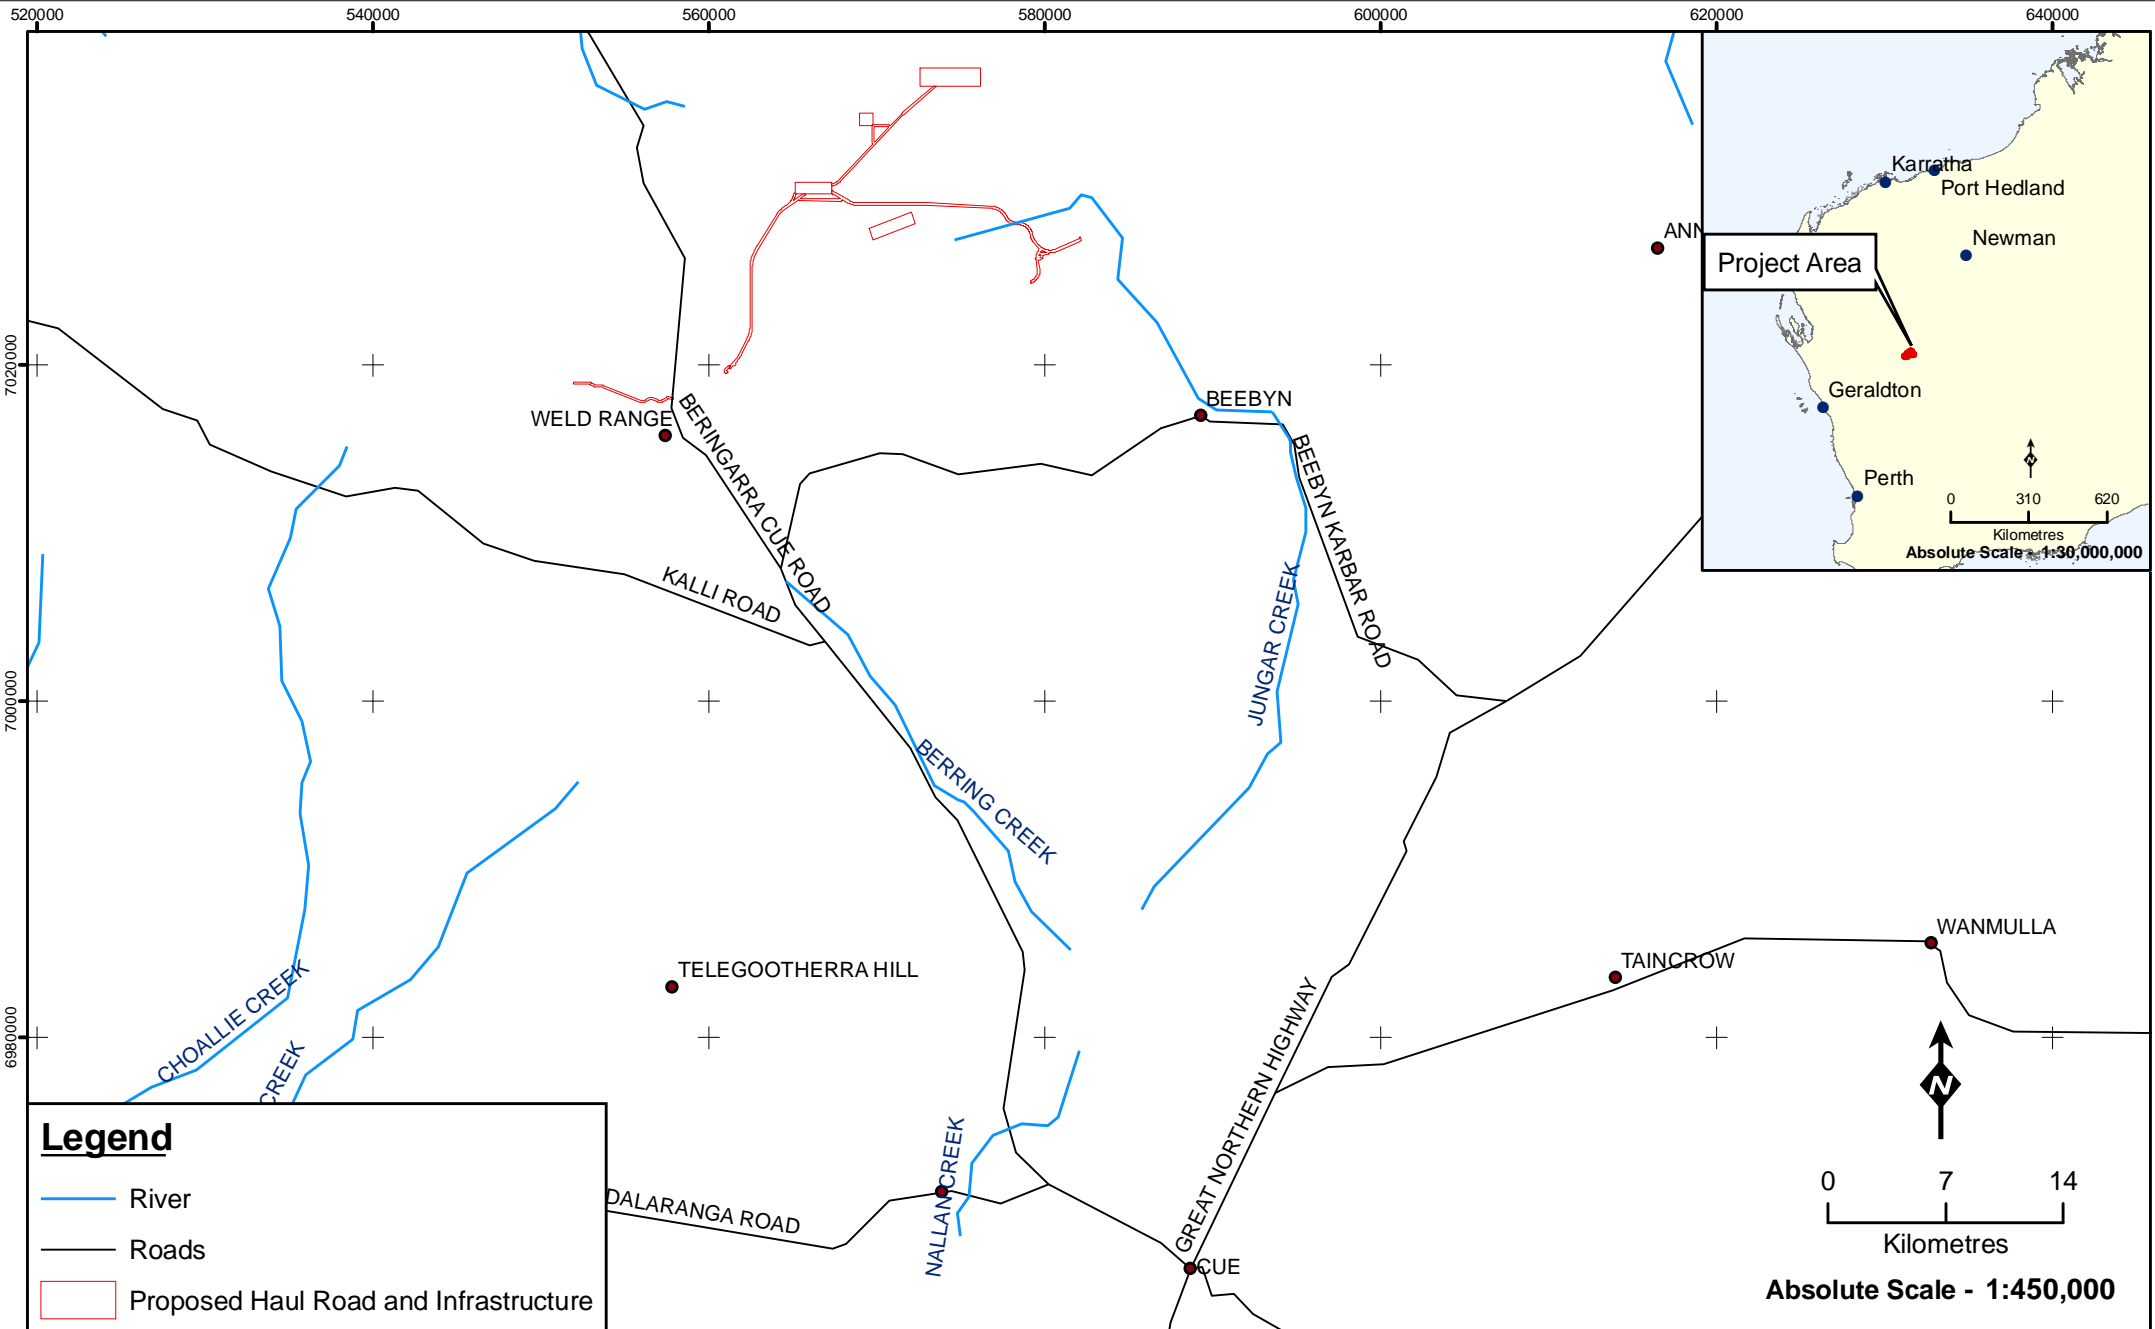 520000
540000
560000
580000
600000
620000
640000
Karratha
Port Hedland
ANN
Newman
Project Area
7020000
Geraldton
WELD RANGE
BEEBYN
BERINGARRA CUE ROAD
BEEBYN KARBAR ROAD
Perth
0 310 620
Kilometres
Absolute Scale - 1:30,000,000
KALLI ROAD
JUNGAR CREEK
7000000
BERRING CREEK
WANMULLA
TAINCROW
TELEGOOTHERRA HILL
CHOALLIE CREEK
CREEK
6980000
GREAT NORTHERN HIGHWAY
N
N
NALLAN CREEK
DALARANGA ROAD
CUE
Legend
River
Roads
Proposed Haul Road and Infrastructure
0 7 14
Kilometres
Absolute Scale - 1:450,000